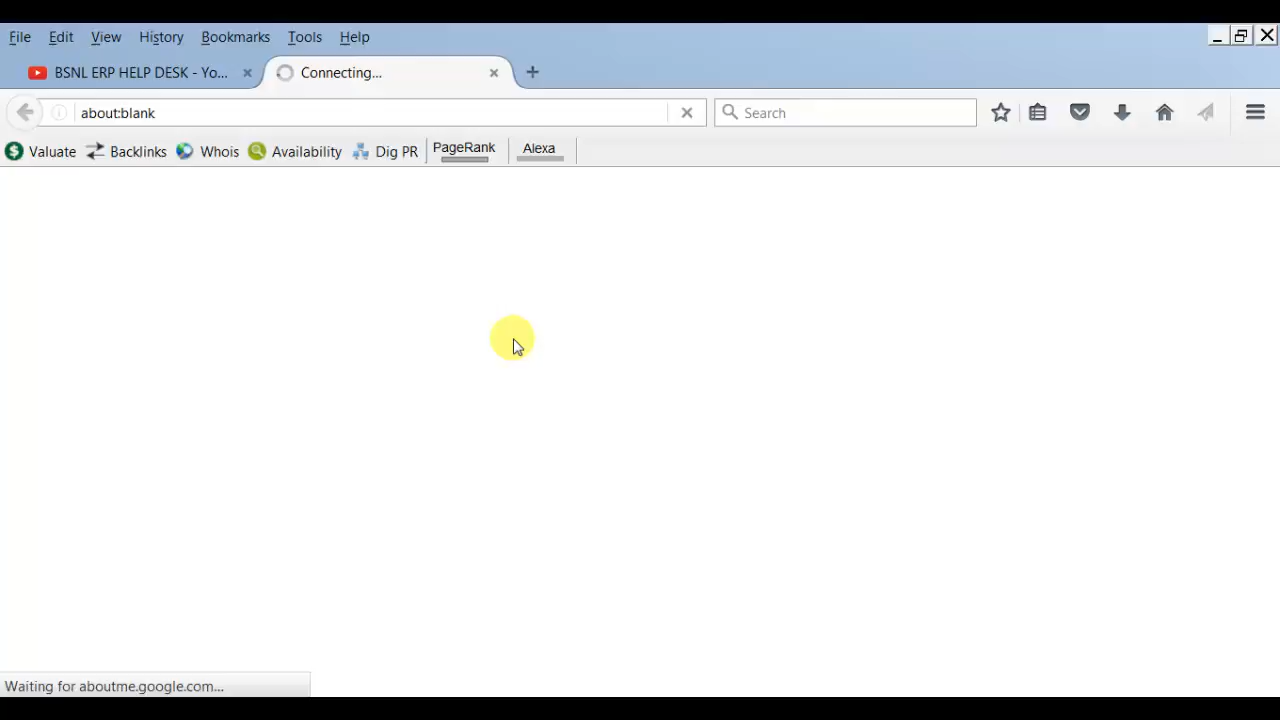 File Edit View History Bookmarks Tools Help
BSNL ERP HELP DESK - Yo... Connecting...
about:blank Search
Valuate Backlinks Whois Availability Dig PR PageRank Alexa
Waiting for aboutme.google.com...